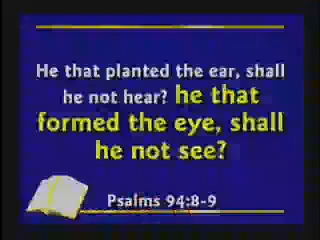 He that planted the ear, shall
he not hear? he that
formed the eye, shall
he not see?
Psalms 94:8-9